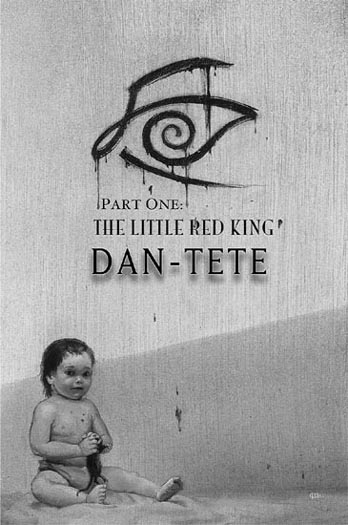 PART ONE:
THE LITTLE RED KING
DAN-TETE